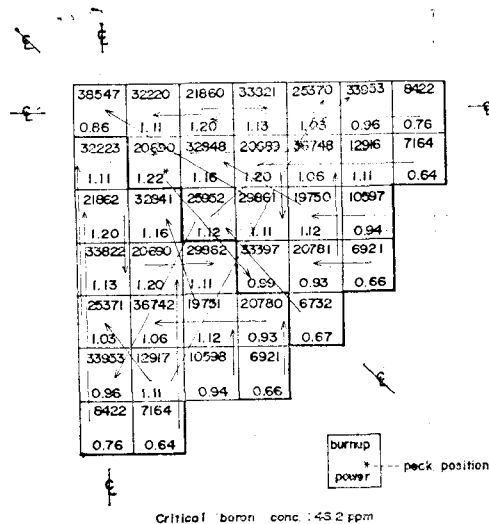 38547 32220 21860 33321 25370 33953 8422
0.86 1.11 1.20 1.13 1.03 0.96 0.76
32223 20690 32848 20689 36748 12916 7164
1.11 1.22* 1.16 1.20 1.06 1.11 0.64
21862 32941 25952 29861 19750 10597
1.20 1.16 1.12 1.11 1.12 0.94
33822 20690 29862 33397 20781 6921
1.13 1.20 1.11 0.99 0.93 0.66
25371 36742 19751 20780 6732
1.03 1.06 1.12 0.93 0.67
33953 12917 10598 6921
0.96 1.11 0.94 0.66
8422 7164
0.76 0.64
burnup
* peck position
power
Critical boron conc. : 43.2 ppm